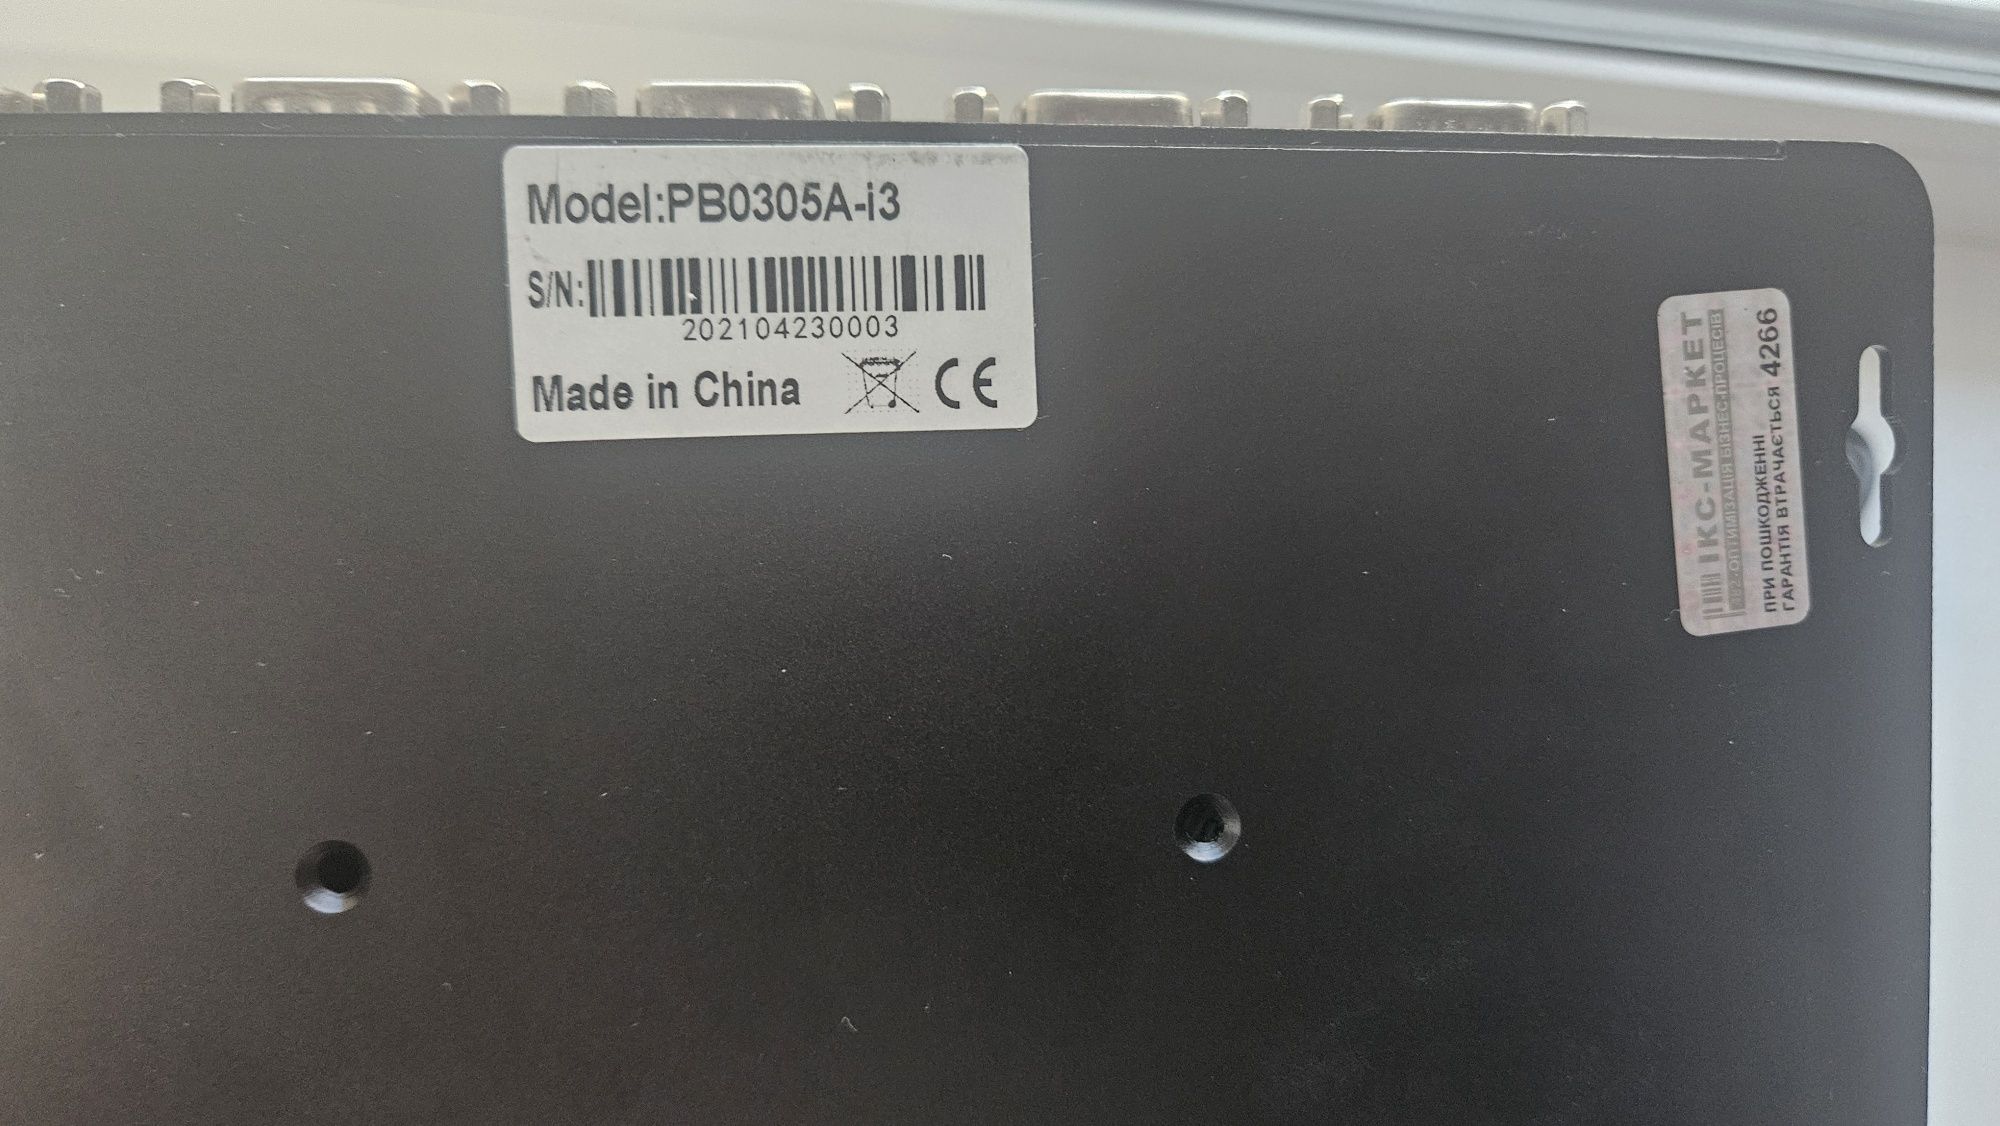 Model:PB0305A-i3
S/N:
202104230003
Made in China
CE
ІКС-МАРКЕТ
ОПТИМІЗАЦІЯ БІЗНЕС-ПРОЦЕСІВ
ПРИ ПОШКОДЖЕННІ
ГАРАНТІЯ ВТРАЧАЄТЬСЯ 4266